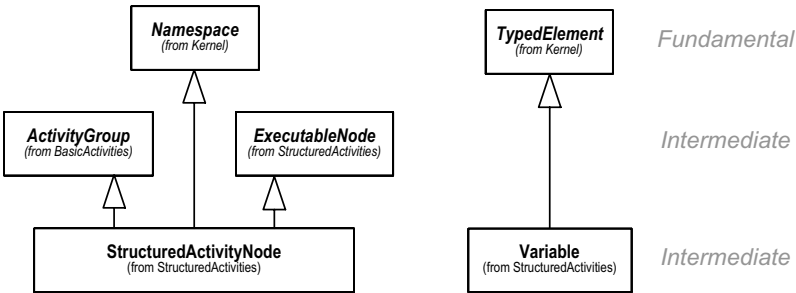 Namespace
(from Kernel)
TypedElement
(from Kernel)
Fundamental
ActivityGroup
(from BasicActivities)
ExecutableNode
(from StructuredActivities)
Intermediate
StructuredActivityNode
(from StructuredActivities)
Variable
(from StructuredActivities)
Intermediate